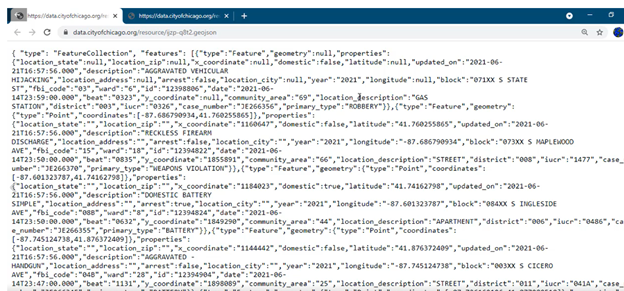 https://data.cityofchicago.org/re
https://data.cityofchicago.org/re
data.cityofchicago.org/resource/ijzp-q8t2.geojson
{ "type": "FeatureCollection", "features": [{"type":"Feature","geometry":null,"properties":
{"location_state":null,"location_zip":null,"x_coordinate":null,"domestic":false,"latitude":null,"updated_on":"2021-06-
21T16:57:56.000","description":"AGGRAVATED VEHICULAR
HIJACKING","location_address":null,"arrest":false,"location_city":null,"year":"2021","longitude":null,"block":"071XX S STATE
ST","fbi_code":"03","ward":"6","id":"12398806","date":"2021-06-
14T23:59:00.000","beat":"0323","y_coordinate":null,"community_area":"69","location_description":"GAS
STATION","district":"003","iucr":"0326","case_number":"JE266356","primary_type":"ROBBERY"}},{"type":"Feature","geometry":
{"type":"Point","coordinates":[-87.686790934,41.760255865]},"properties":
{"location_state":"","location_zip":"","x_coordinate":"1160647","domestic":false,"latitude":"41.760255865","updated_on":"2021-06-
21T16:57:56.000","description":"RECKLESS FIREARM
DISCHARGE","location_address":"","arrest":false,"location_city":"","year":"2021","longitude":"-87.686790934","block":"073XX S MAPLEWOOD
AVE","fbi_code":"15","ward":"18","id":"12394822","date":"2021-06-
14T23:50:00.000","beat":"0835","y_coordinate":"1855891","community_area":"66","location_description":"STREET","district":"008","iucr":"1477","case_
umber":"JE266370","primary_type":"WEAPONS VIOLATION"}},{"type":"Feature","geometry":{"type":"Point","coordinates":
[-87.601323787,41.74162798]},"properties":
{"location_state":"","location_zip":"","x_coordinate":"1184023","domestic":true,"latitude":"41.74162798","updated_on":"2021-06-
21T16:57:56.000","description":"DOMESTIC BATTERY
SIMPLE","location_address":"","arrest":true,"location_city":"","year":"2021","longitude":"-87.601323787","block":"084XX S INGLESIDE
AVE","fbi_code":"08B","ward":"8","id":"12394824","date":"2021-06-
14T23:50:00.000","beat":"0632","y_coordinate":"1849290","community_area":"44","location_description":"APARTMENT","district":"006","iucr":"0486","ca
e_number":"JE266355","primary_type":"BATTERY"}},{"type":"Feature","geometry":{"type":"Point","coordinates":
[-87.745124738,41.876372409]},"properties":
{"location_state":"","location_zip":"","x_coordinate":"1144442","domestic":false,"latitude":"41.876372409","updated_on":"2021-06-
21T16:57:56.000","description":"AGGRAVATED -
HANDGUN","location_address":"","arrest":false,"location_city":"","year":"2021","longitude":"-87.745124738","block":"003XX S CICERO
AVE","fbi_code":"04B","ward":"28","id":"12394904","date":"2021-06-
14T23:47:00.000","beat":"1131","y_coordinate":"1898089","community_area":"25","location_description":"STREET","district":"011","iucr":"041A","case_